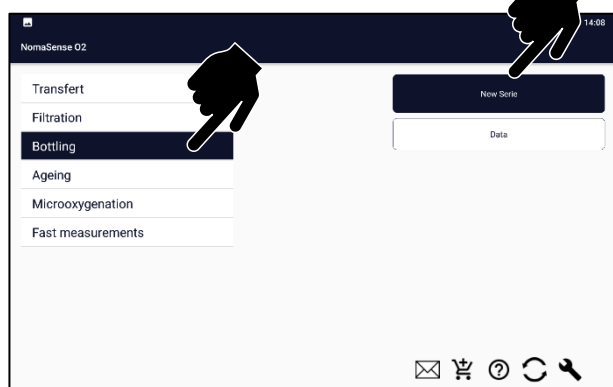 14:08
NomaSense O2
Transfert
Filtration
Bottling
Ageing
Microoxygenation
Fast measurements
New Serie
Data